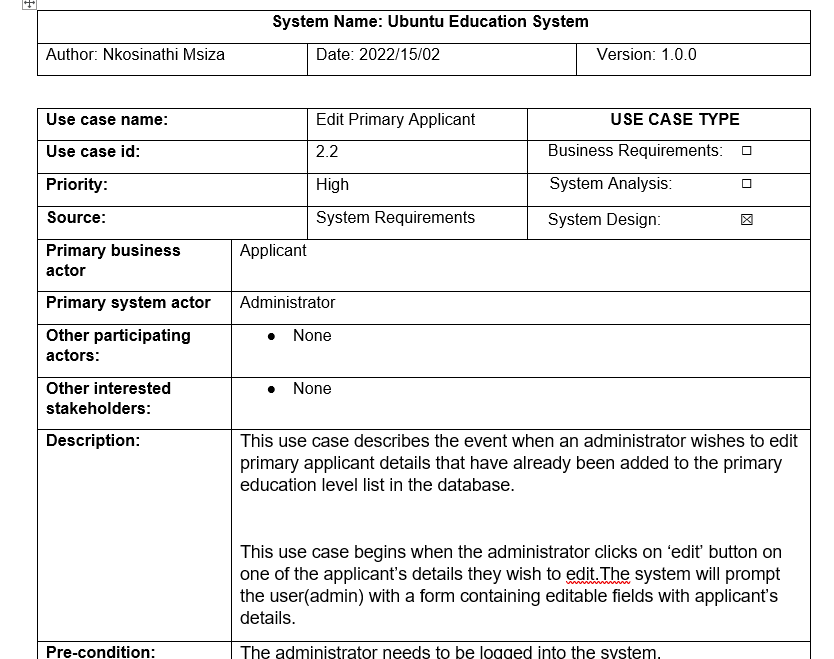 System Name: Ubuntu Education System
Author: Nkosinathi Msiza Date: 2022/15/02 Version: 1.0.0
Use case name: Edit Primary Applicant USE CASE TYPE
Use case id: 2.2 Business Requirements: ☐
Priority: High System Analysis: ☐
Source: System Requirements System Design: ☒
Primary business
actor
Applicant
Primary system actor Administrator
Other participating
actors:
● None
Other interested
stakeholders:
● None
Description:
This use case describes the event when an administrator wishes to edit
primary applicant details that have already been added to the primary
education level list in the database.
This use case begins when the administrator clicks on ‘edit’ button on
one of the applicant’s details they wish to edit.The system will prompt
the user(admin) with a form containing editable fields with applicant’s
details.
Pre-condition: The administrator needs to be logged into the system.